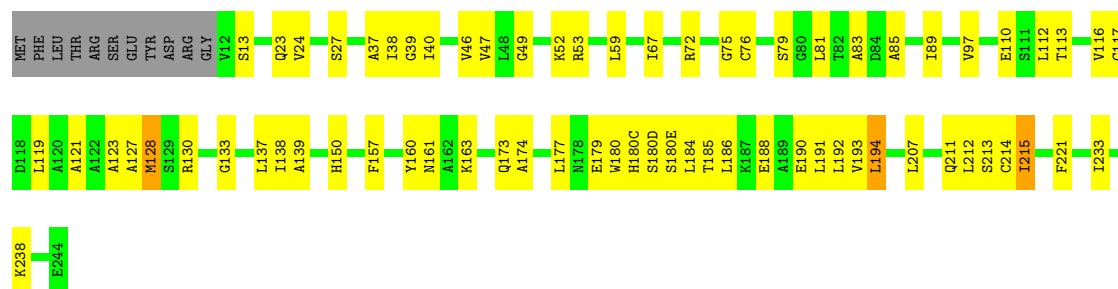 MET PHE LEU THR ARG SER GLU TYR ASP ARG GLY V12 S13 Q23 V24 S27 A37 I38 G39 I40 V46 V47 L48 G49 K52 R53 L59 I67 R72 G75 C76 S79 G80 L81 T82 A83 D84 A85 I89 V97 E110 S111 L112 T113 V116 C117
D118 L119 A120 A121 A122 A123 A127 M128 S129 R130 G133 L137 I138 A139 H150 F157 Y160 N161 A162 K163 Q173 A174 L177 N178 E179 W180 H180C S180D S180E L184 T185 L186 K187 E188 A189 E190 L191 L192 V193 L194 L207 Q211 L212 S213 C214 I215 F221 I233
K238 E244